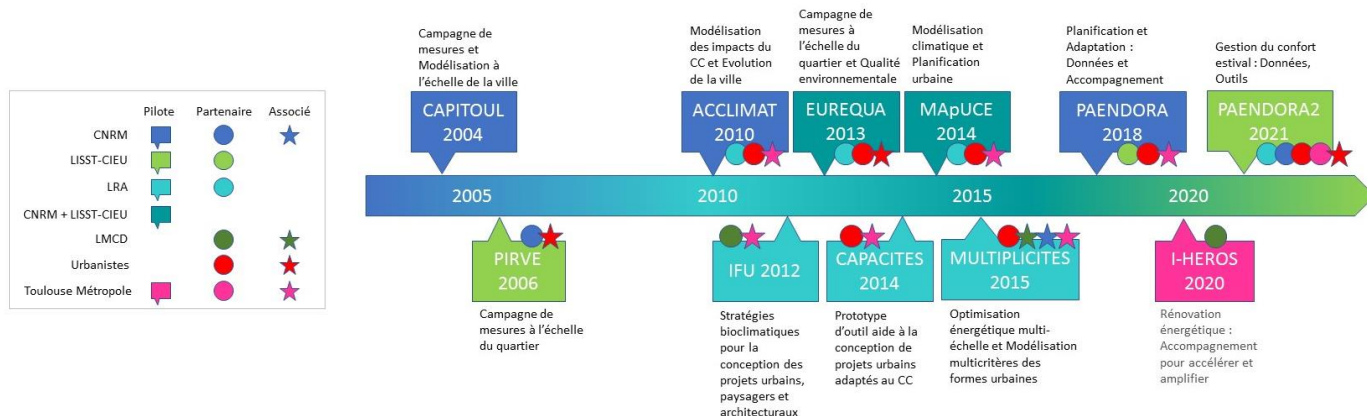 Pilote Partenaire Associé
CNRM
LISST-CIEU
LRA
CNRM + LISST-CIEU
LMCD
Urbanistes
Toulouse Métropole
Campagne de
mesures et
Modélisation à
l'échelle de la ville
CAPITOUL
2004
Modélisation
des impacts du
CC et Evolution
de la ville
ACCLIMAT
2010
Campagne de
mesures à
l'échelle du
quartier et Qualité
environnementale
EUREQUA
2013
Modélisation
climatique et
Planification
urbaine
MApUCE
2014
Planification et
Adaptation :
Données et
Accompagnement
PAENDORA
2018
Gestion du confort
estival : Données,
Outils
PAENDORA2
2021
2005 2010 2015 2020
PIRVE
2006
Campagne de
mesures à l'échelle
du quartier
IFU 2012
Stratégies
bioclimatiques
pour la
conception des
projets urbains,
paysagers et
architecturaux
CAPACITES
2014
Prototype
d'outil aide à la
conception de
projets urbains
adaptés au CC
MULTIPLICITES
2015
Optimisation
énergétique multi-
échelle et Modélisation
multicritères des
formes urbaines
I-HEROS
2020
Rénovation
énergétique :
Accompagnement
pour accélérer et
amplifier